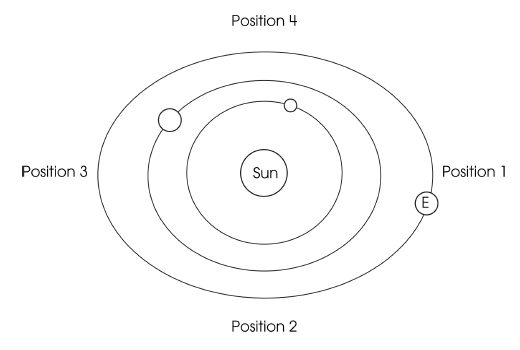 Position 4
Position 3
Sun
Position 1
E
Position 2